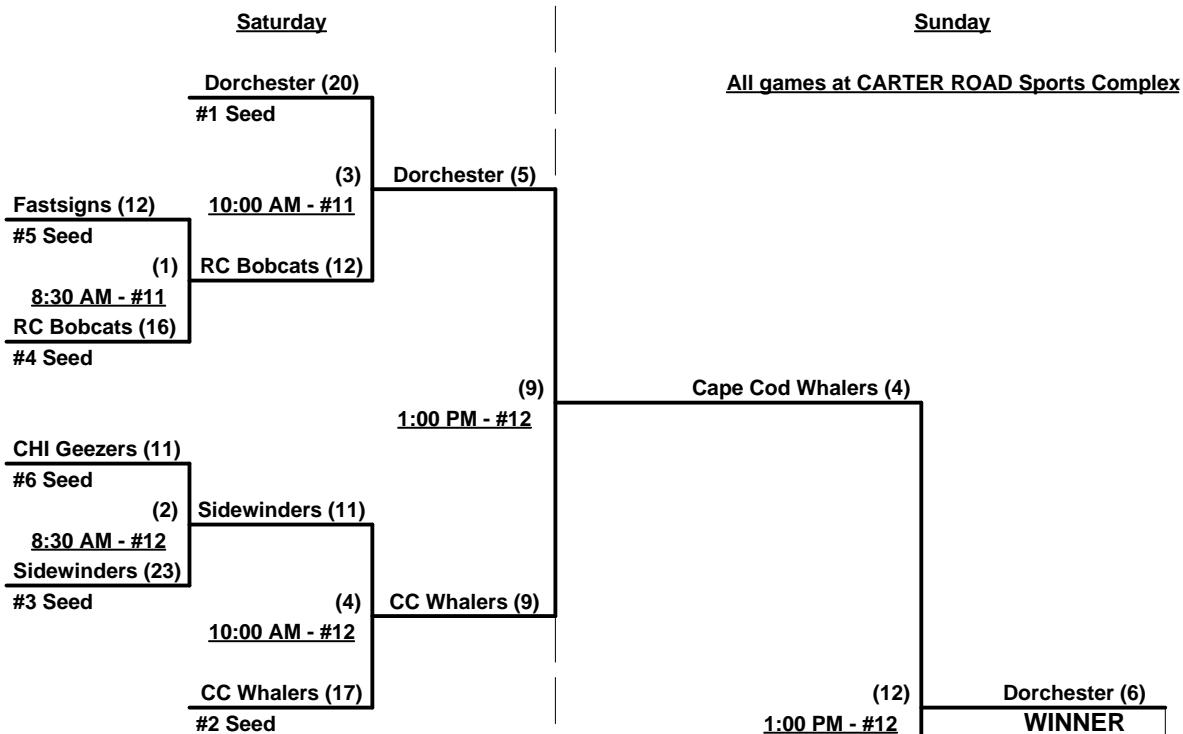 Saturday
Sunday
Dorchester (20)
All games at CARTER ROAD Sports Complex
#1 Seed
(3)
Dorchester (5)
Fastsigns (12)
10:00 AM - #11
#5 Seed
(1)
RC Bobcats (12)
8:30 AM - #11
RC Bobcats (16)
#4 Seed
(9)
Cape Cod Whalers (4)
1:00 PM - #12
CHI Geezers (11)
#6 Seed
(2)
Sidewinders (11)
8:30 AM - #12
Sidewinders (23)
#3 Seed
(4)
CC Whalers (9)
10:00 AM - #12
CC Whalers (17)
(12)
Dorchester (6)
#2 Seed
1:00 PM - #12
WINNER